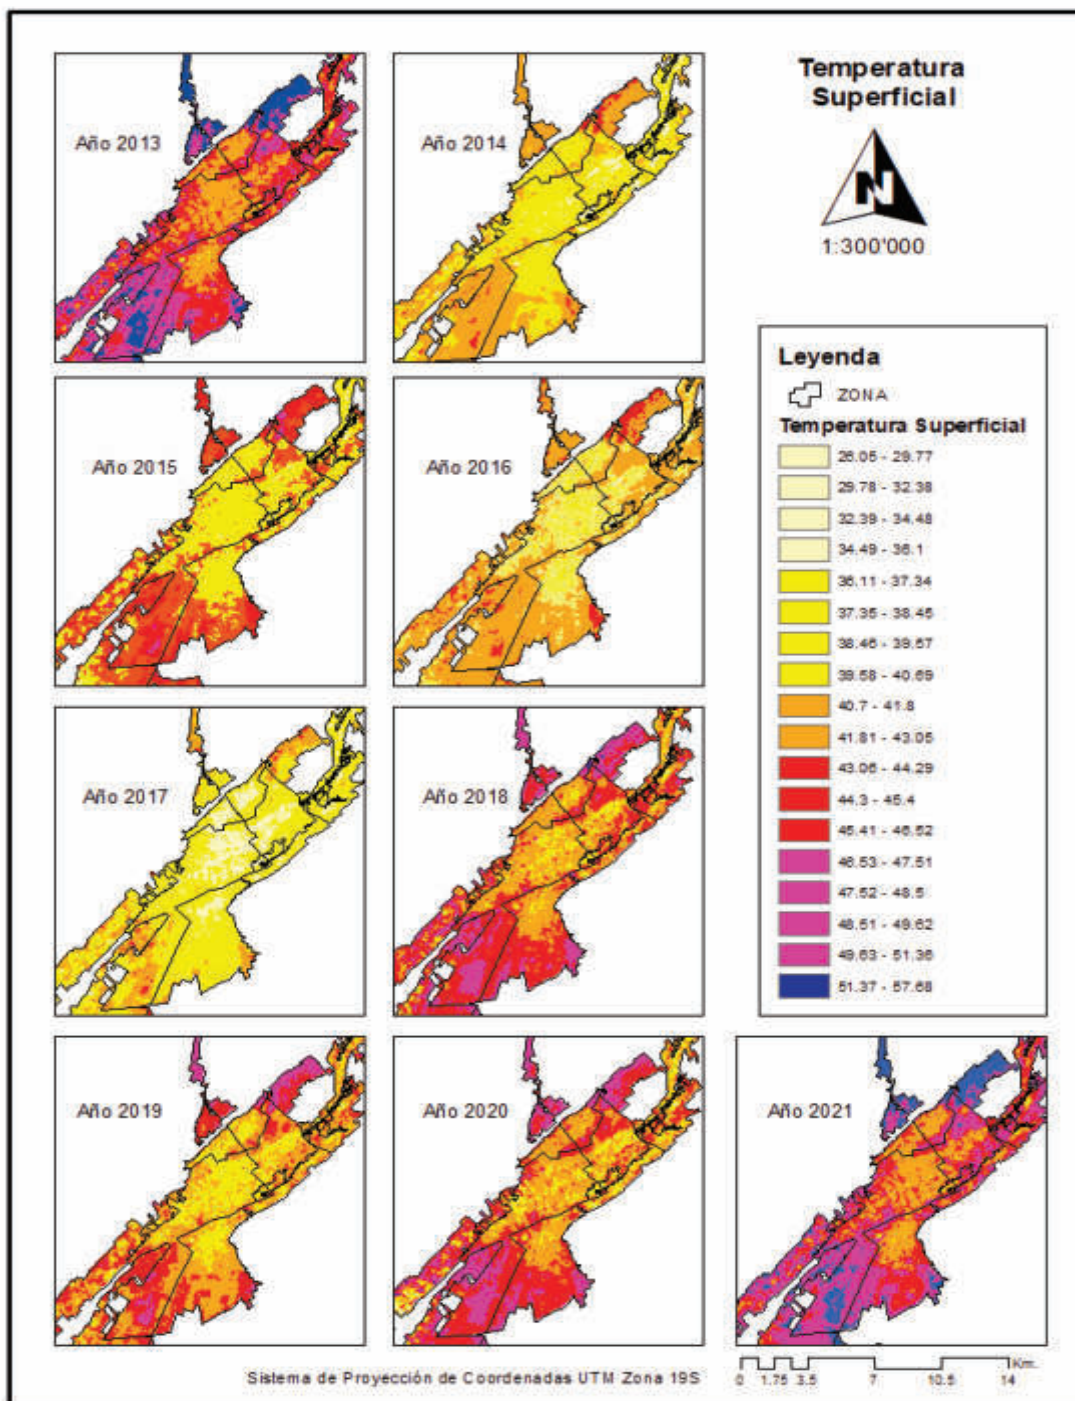 Temperatura
Superficial
N
1:300'000
Año 2013
Año 2014
Año 2015
Año 2016
Año 2017
Año 2018
Año 2019
Año 2020
Año 2021
Leyenda
ZONA
Temperatura Superficial
26.05 - 29.77
29.78 - 32.38
32.39 - 34.48
34.49 - 36.1
36.11 - 37.34
37.35 - 38.45
38.46 - 39.57
39.58 - 40.69
40.7 - 41.8
41.81 - 43.05
43.06 - 44.29
44.3 - 45.4
45.41 - 46.52
46.53 - 47.51
47.52 - 48.5
48.51 - 49.62
49.63 - 51.36
51.37 - 57.68
Sistema de Proyección de Coordenadas UTM Zona 19S
Km.
0 1.75 3.5 7 10.5 14